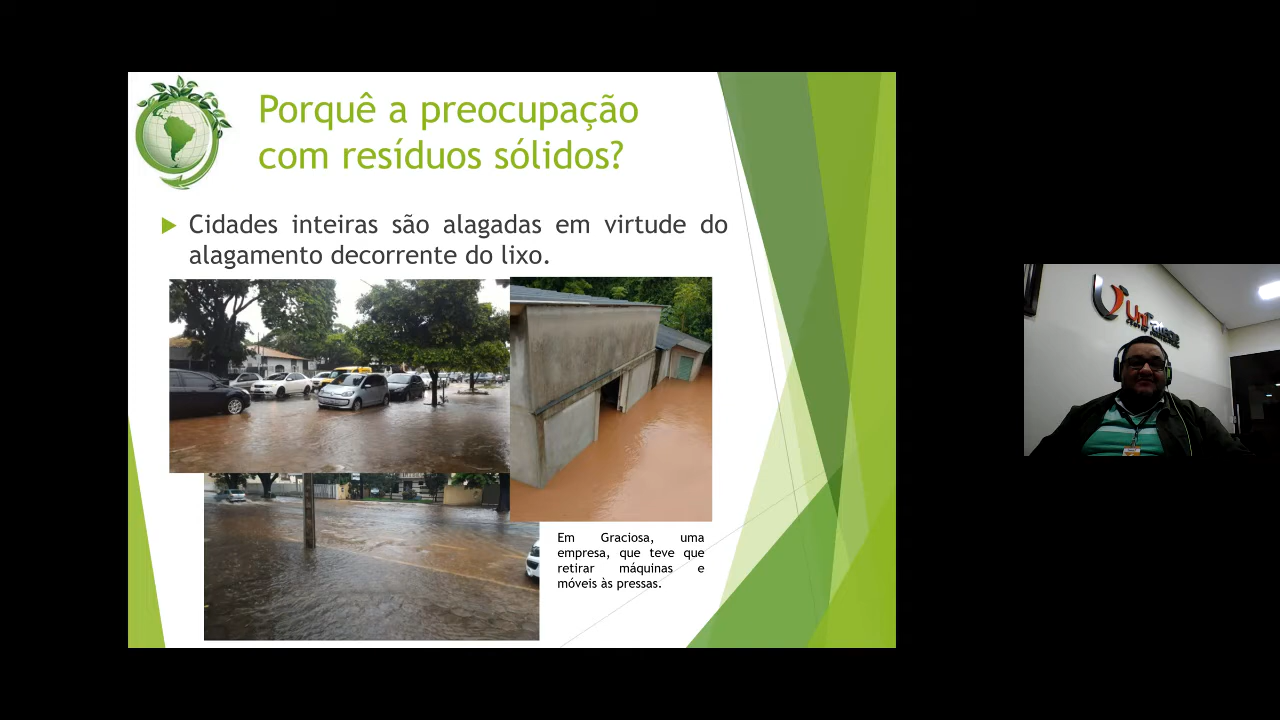 Porquê a preocupação
com resíduos sólidos?
Cidades inteiras são alagadas em virtude do
alagamento decorrente do lixo.
Em Graciosa, uma
empresa, que teve que
retirar máquinas e
móveis às pressas.